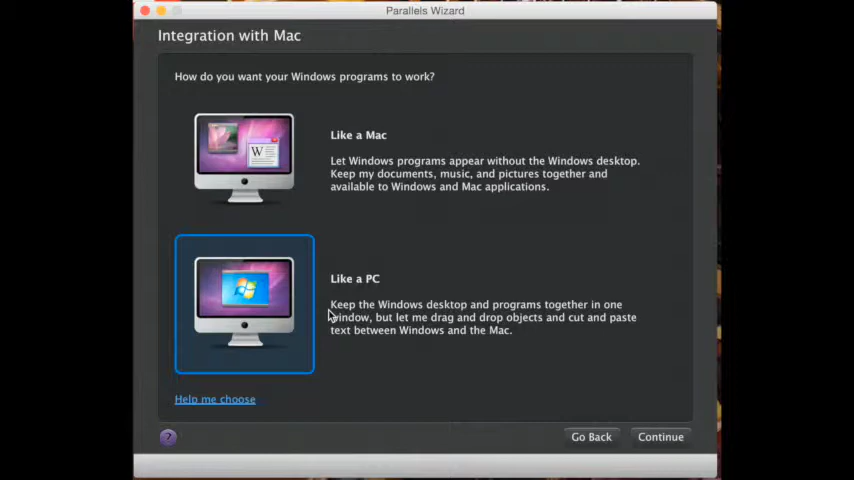 Parallels Wizard
Integration with Mac
How do you want your Windows programs to work?
W
Like a Mac
Let Windows programs appear without the Windows desktop.
Keep my documents, music, and pictures together and
available to Windows and Mac applications.
Like a PC
Keep the Windows desktop and programs together in one
window, but let me drag and drop objects and cut and paste
text between Windows and the Mac.
Help me choose
?
Go Back
Continue